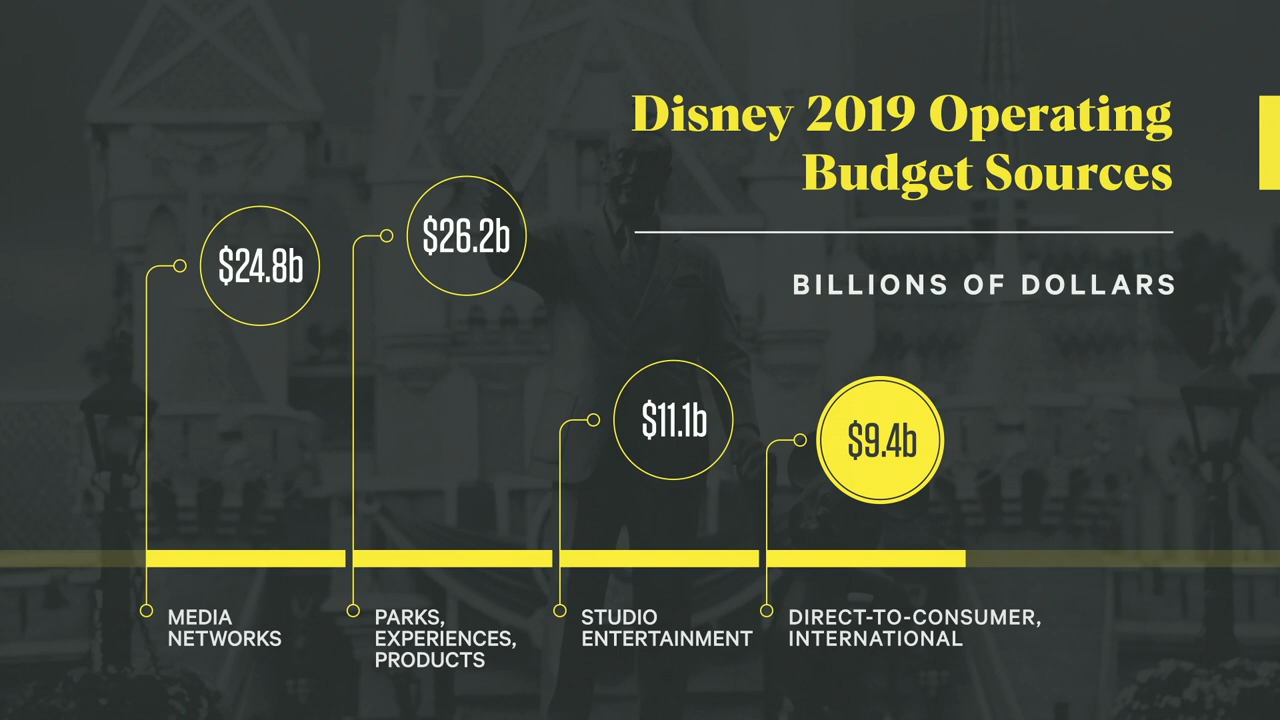 Disney 2019 Operating
Budget Sources
BILLIONS OF DOLLARS
$24.8b
$26.2b
$11.1b
$9.4b
MEDIA
NETWORKS
PARKS,
EXPERIENCES,
PRODUCTS
STUDIO
ENTERTAINMENT
DIRECT-TO-CONSUMER,
INTERNATIONAL